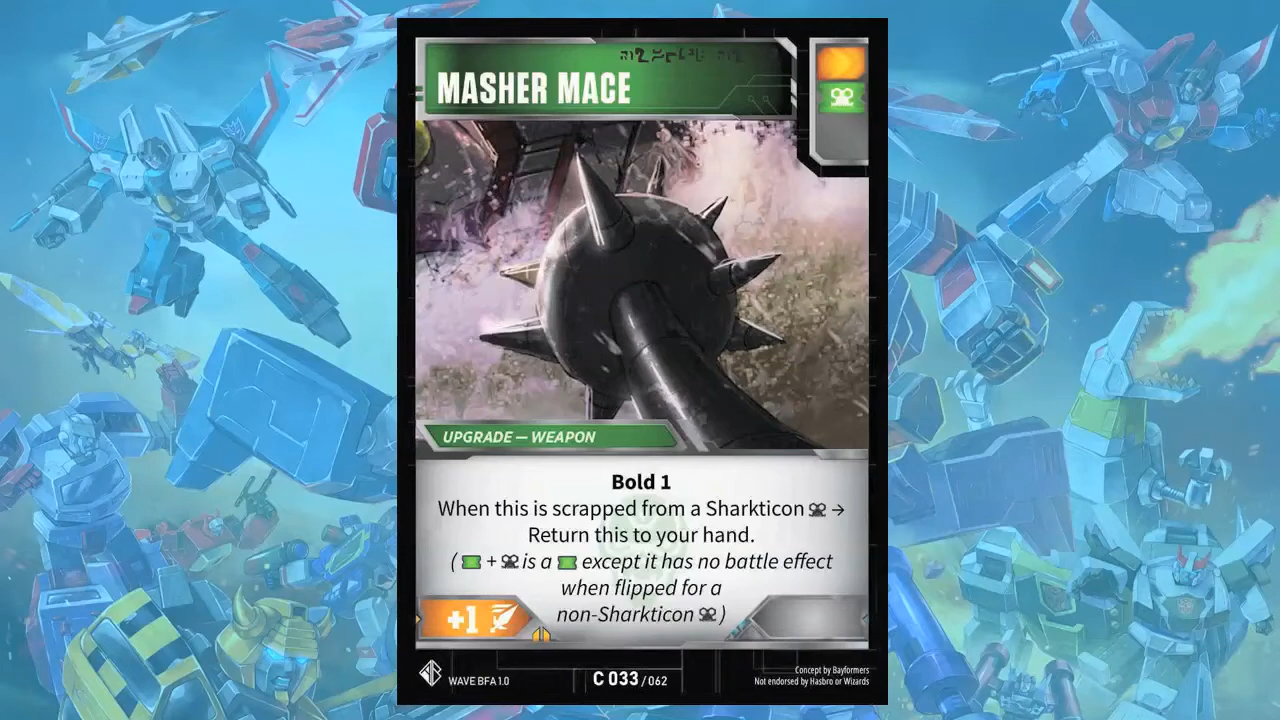 MASHER MACE
UPGRADE — WEAPON
Bold 1
When this is scrapped from a Sharkticon →
Return this to your hand.
( + is a except it has no battle effect
when flipped for a
non-Sharkticon )
+1
WAVE BFA 1.0
C 033/062
Concept by Bayformers
Not endorsed by Hasbro or Wizards